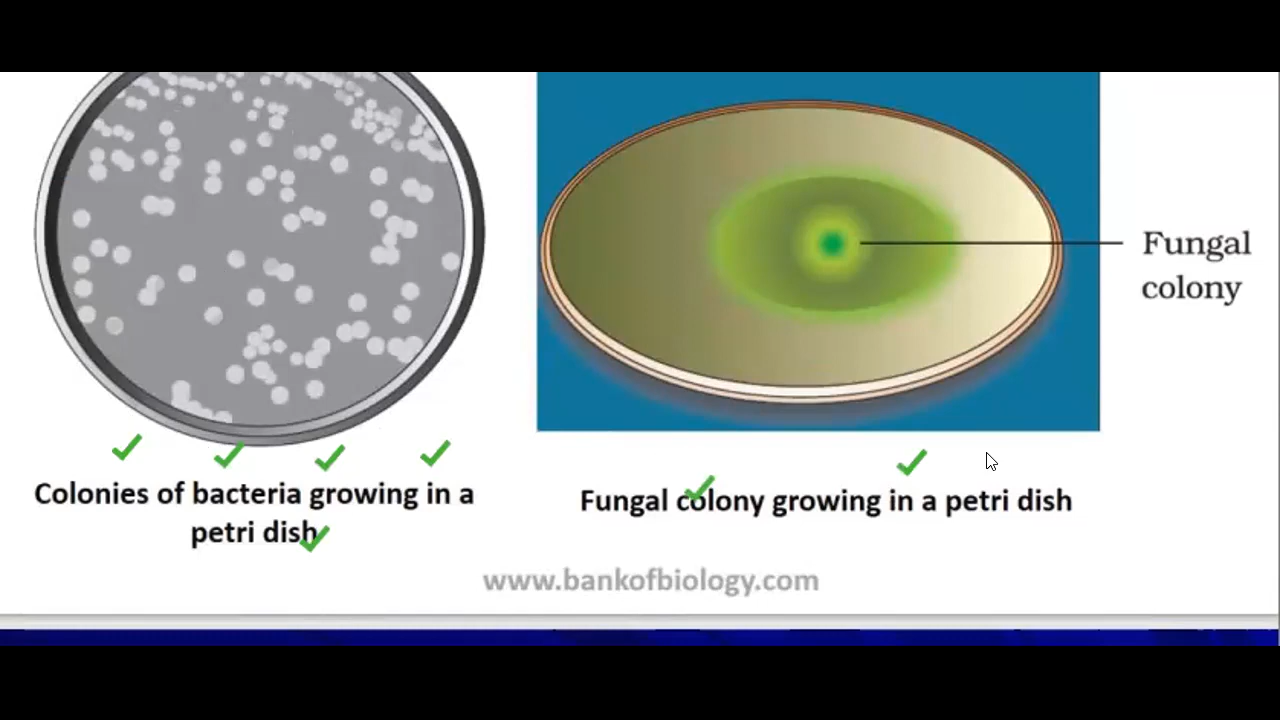 Fungal
colony
Colonies of bacteria growing in a
petri dish
Fungal colony growing in a petri dish
www.bankofbiology.com